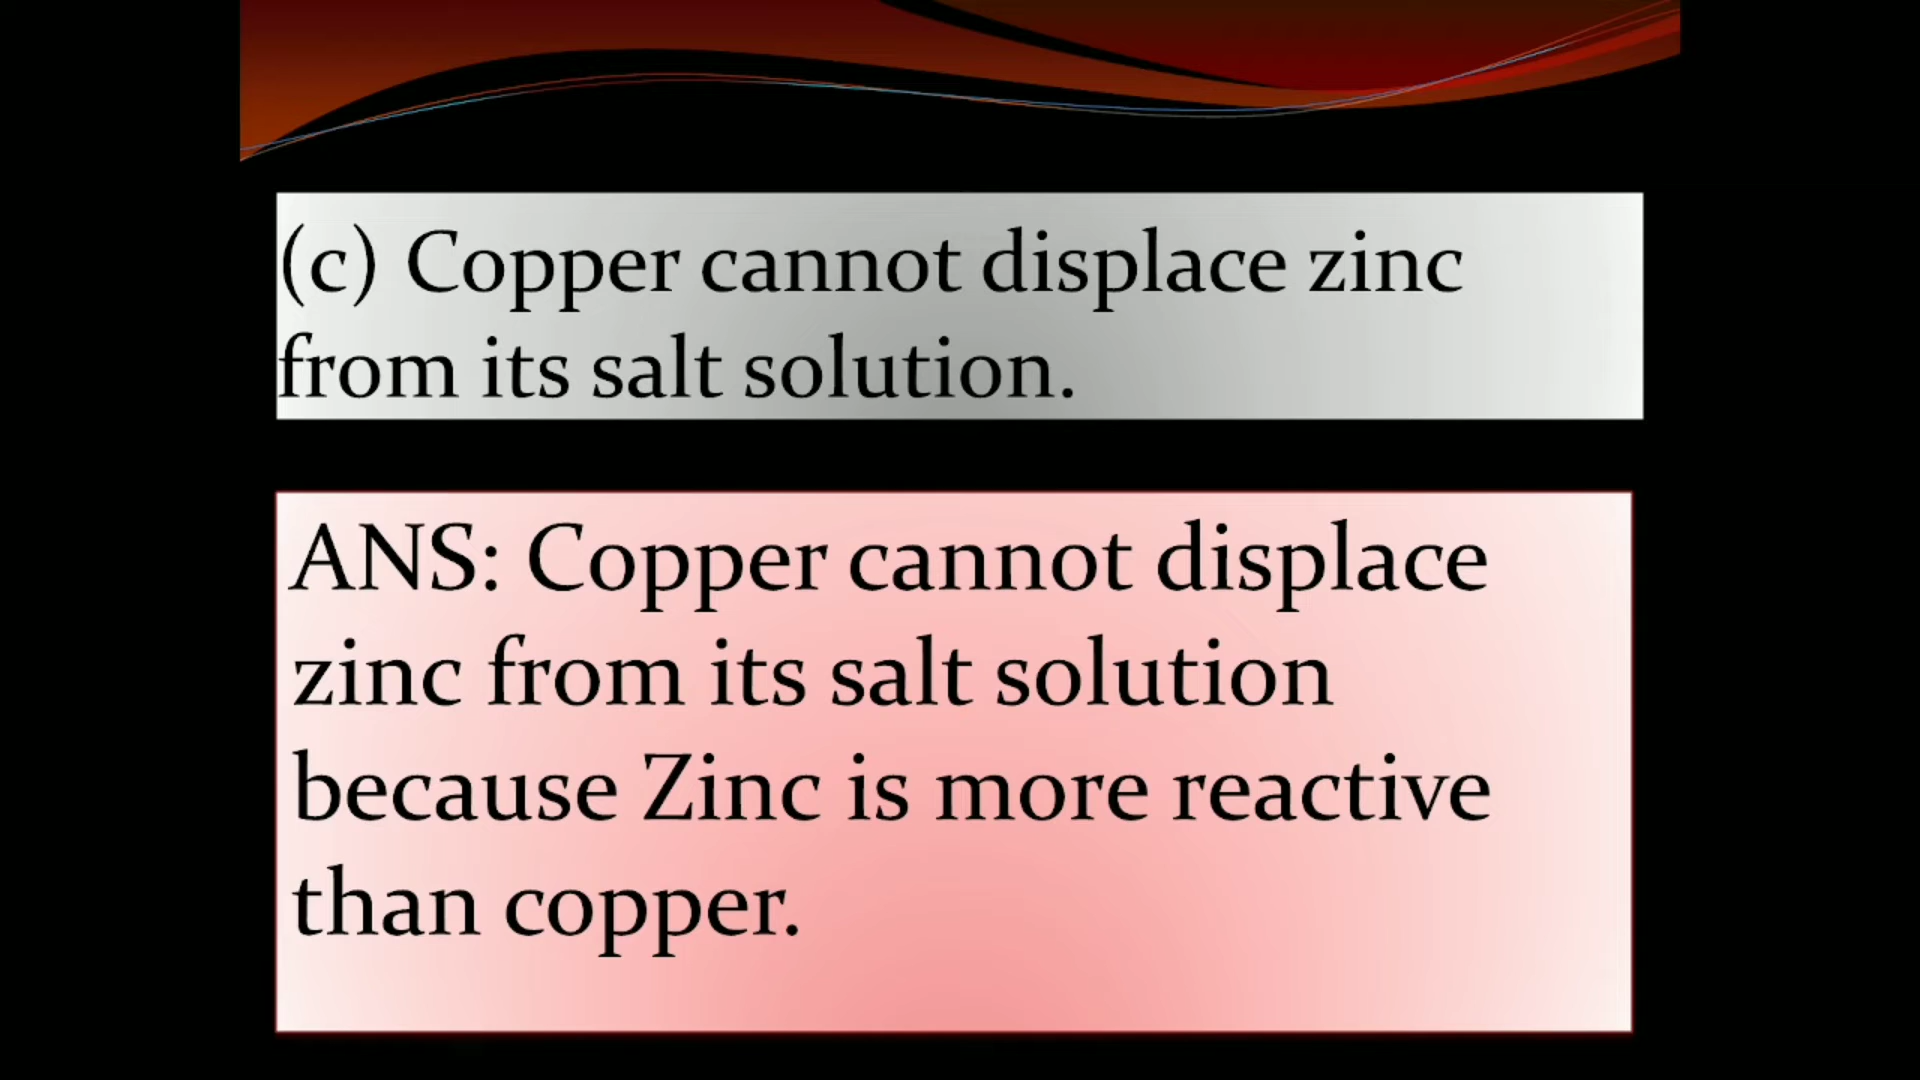 (c) Copper cannot displace zinc
from its salt solution.
ANS: Copper cannot displace
zinc from its salt solution
because Zinc is more reactive
than copper.